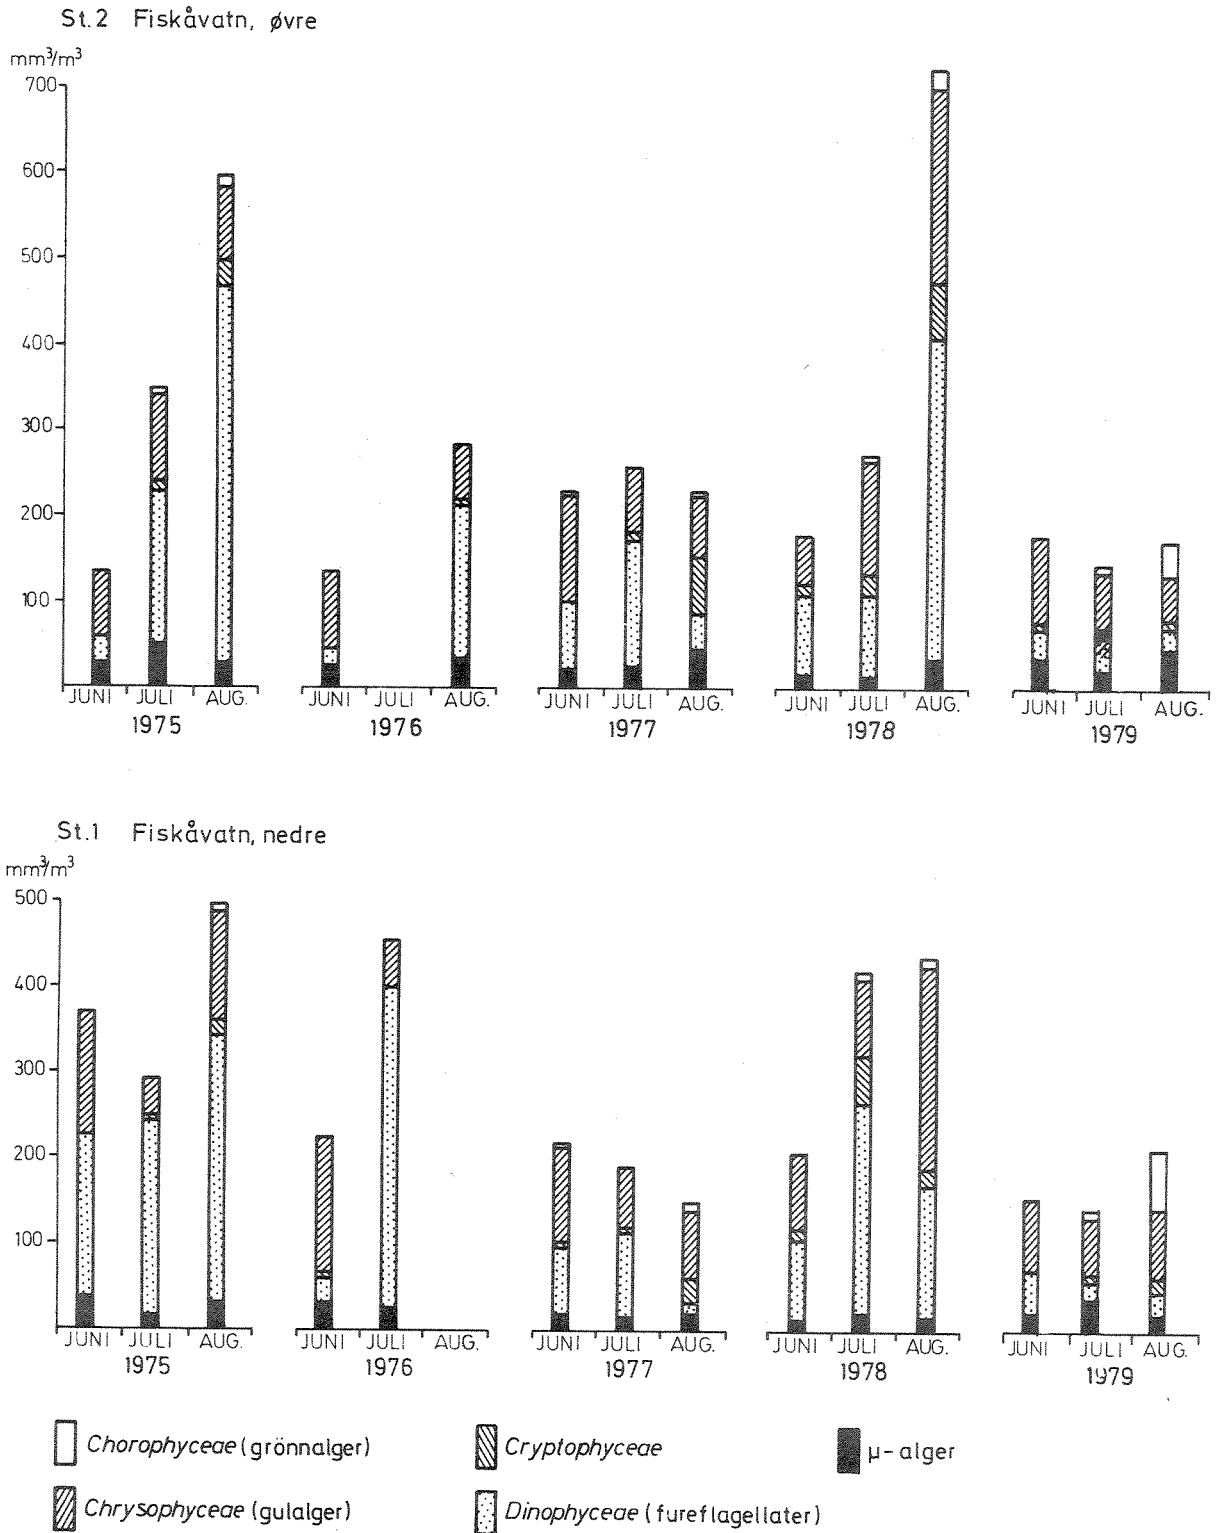 St.2 Fiskåvatn, øvre
mm³/m³
700
600
500
400
300
200
100
JUNI JULI AUG. JUNI JULI AUG. JUNI JULI AUG. JUNI JULI AUG. JUNI JULI AUG.
1975 1976 1977 1978 1979
St.1 Fiskåvatn, nedre
mm³/m³
500
400
300
200
100
JUNI JULI AUG. JUNI JULI AUG. JUNI JULI AUG. JUNI JULI AUG. JUNI JULI AUG.
1975 1976 1977 1978 1979
Chorophyceae (grönnalger) Cryptophyceae μ-alger
Chrysophyceae (gulalger) Dinophyceae (fureflagellater)